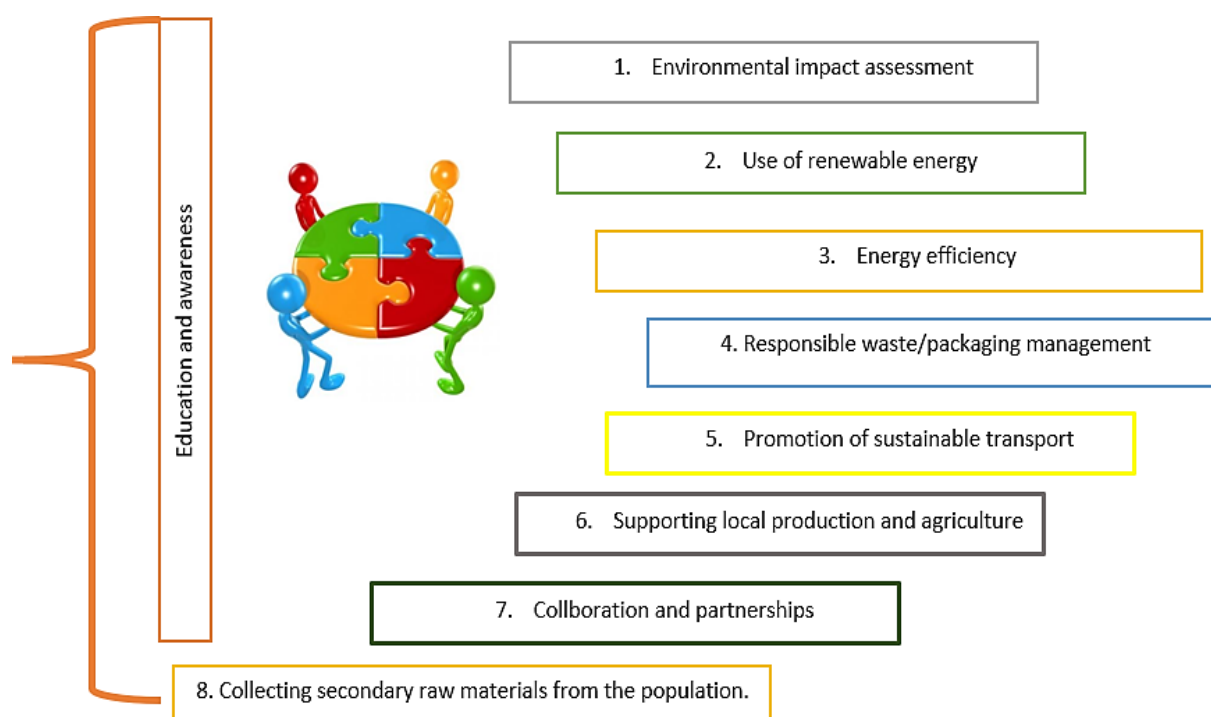 Education and awareness
1. Environmental impact assessment
2. Use of renewable energy
3. Energy efficiency
4. Responsible waste/packaging management
5. Promotion of sustainable transport
6. Supporting local production and agriculture
7. Collboration and partnerships
8. Collecting secondary raw materials from the population.